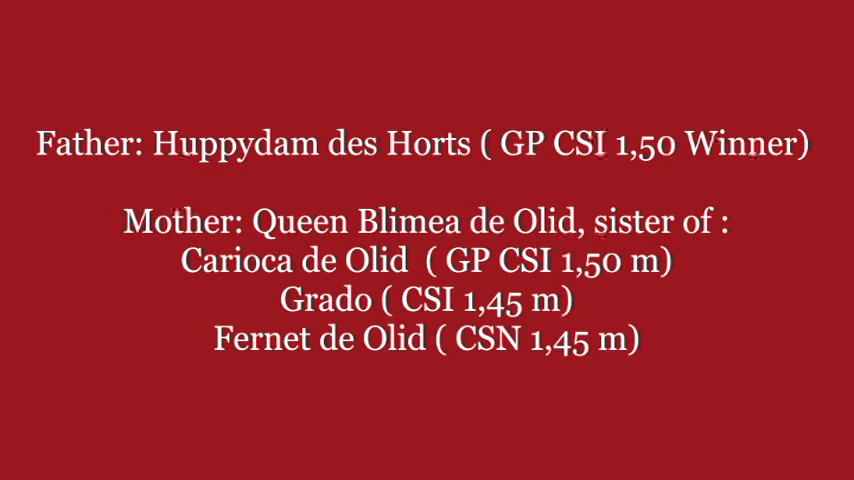 Father: Huppydam des Horts ( GP CSI 1,50 Winner)
Mother: Queen Blimea de Olid, sister of :
Carioca de Olid  ( GP CSI 1,50 m)
Grado ( CSI 1,45 m)
Fernet de Olid ( CSN 1,45 m)